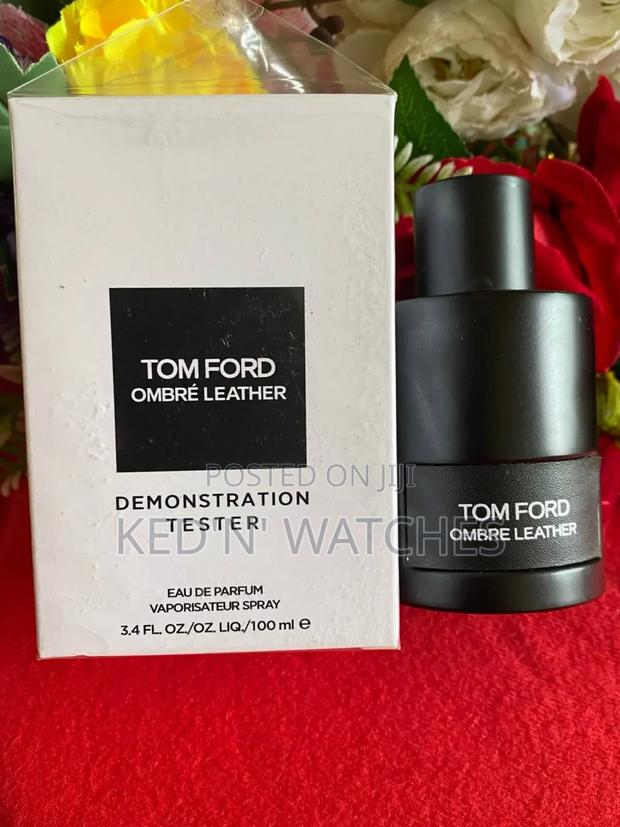 TOM FORD
OMBRÉ LEATHER
DEMONSTRATION
TESTER
EAU DE PARFUM
VAPORISATEUR SPRAY
3.4 FL. OZ./OZ. LIQ./100 ml e
TOM FORD
OMBRE LEATHER
POSTED ON JIJI
KED N' WATCHES